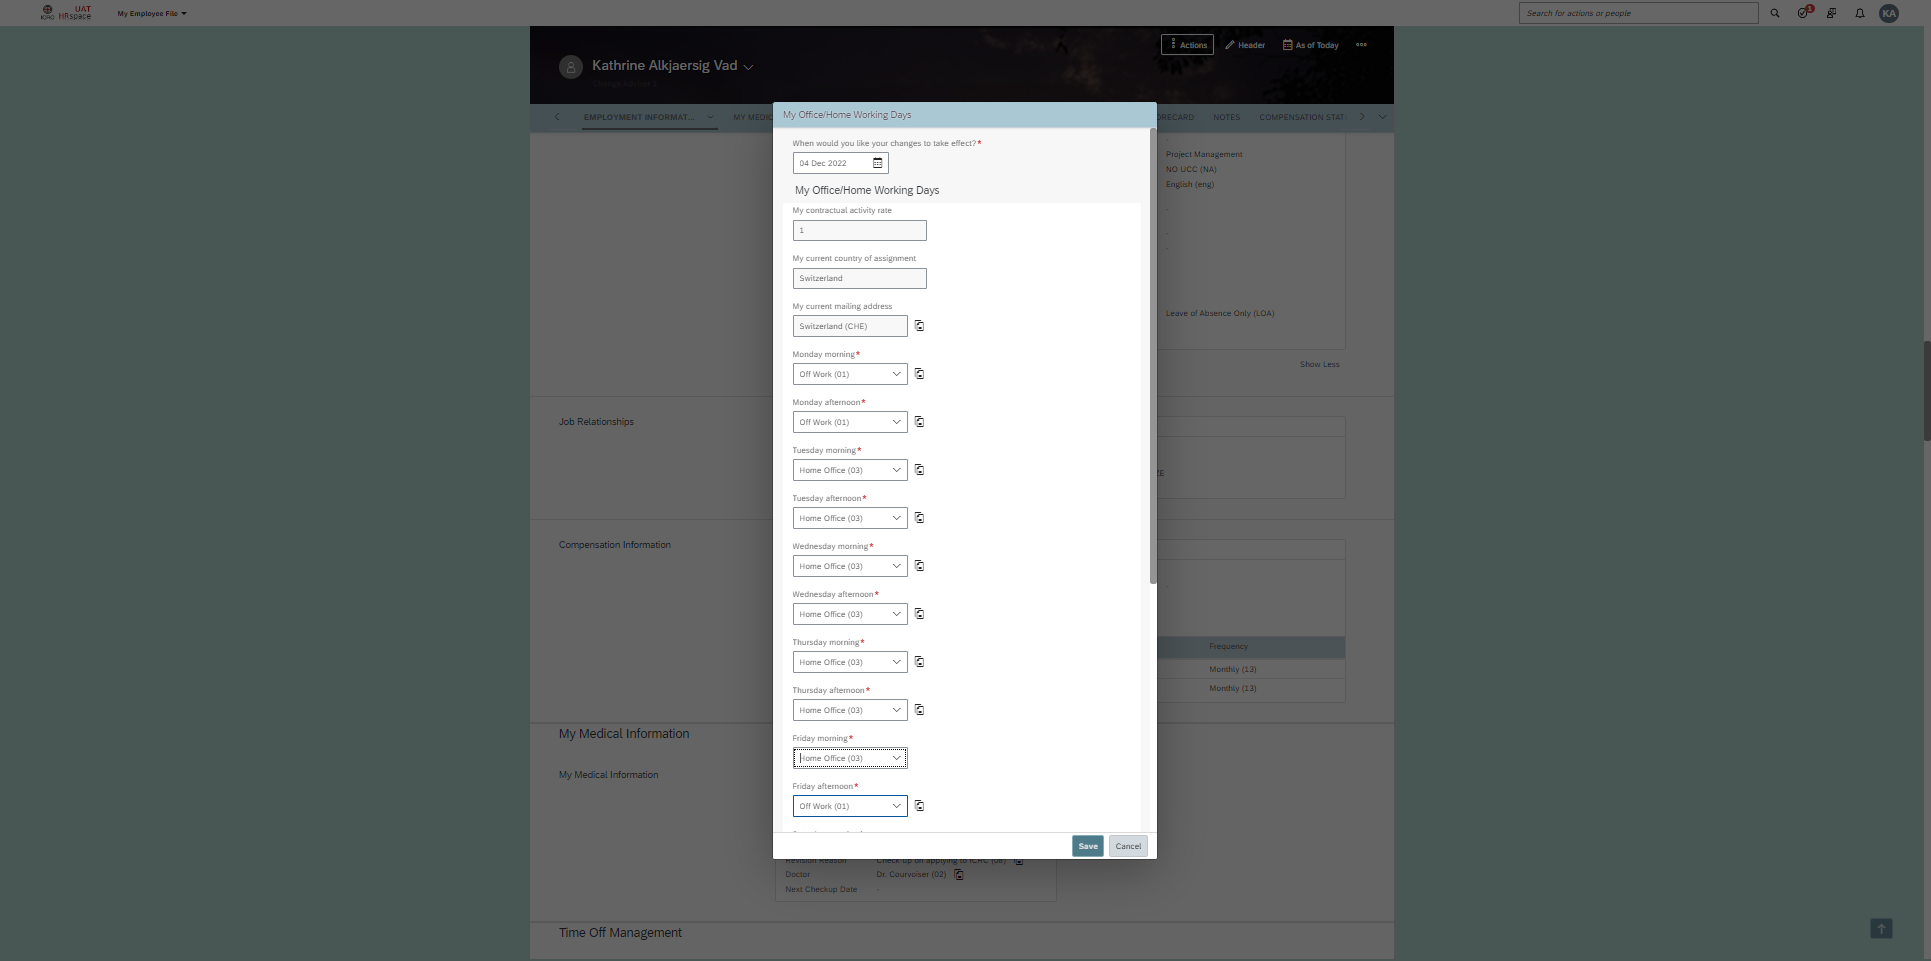 ICRC
UAT
HRspace
My Employee File
Search for actions or people
1
KA
Kathrine Alkjaersig Vad
Actions
Header
As of Today
EMPLOYMENT INFORMAT...
MY MEDIC
ORECARD
NOTES
COMPENSATION STAT
My Office/Home Working Days
When would you like your changes to take effect?*
04 Dec 2022
My Office/Home Working Days
My contractual activity rate
1
My current country of assignment
Switzerland
My current mailing address
Switzerland (CHE)
Monday morning*
Off Work (01)
Monday afternoon*
Off Work (01)
Tuesday morning*
Home Office (03)
Tuesday afternoon*
Home Office (03)
Wednesday morning*
Home Office (03)
Wednesday afternoon*
Home Office (03)
Thursday morning*
Home Office (03)
Thursday afternoon*
Home Office (03)
Friday morning*
Home Office (03)
Friday afternoon*
Off Work (01)
Save
Cancel
Project Management
NO UCC (NA)
English (eng)
Leave of Absence Only (LOA)
Show Less
Job Relationships
Compensation Information
Frequency
Monthly (13)
Monthly (13)
My Medical Information
My Medical Information
Revision Reason
Check up on applying to ICRC (06)
Doctor
Dr. Courvoiser (02)
Next Checkup Date
-
Time Off Management